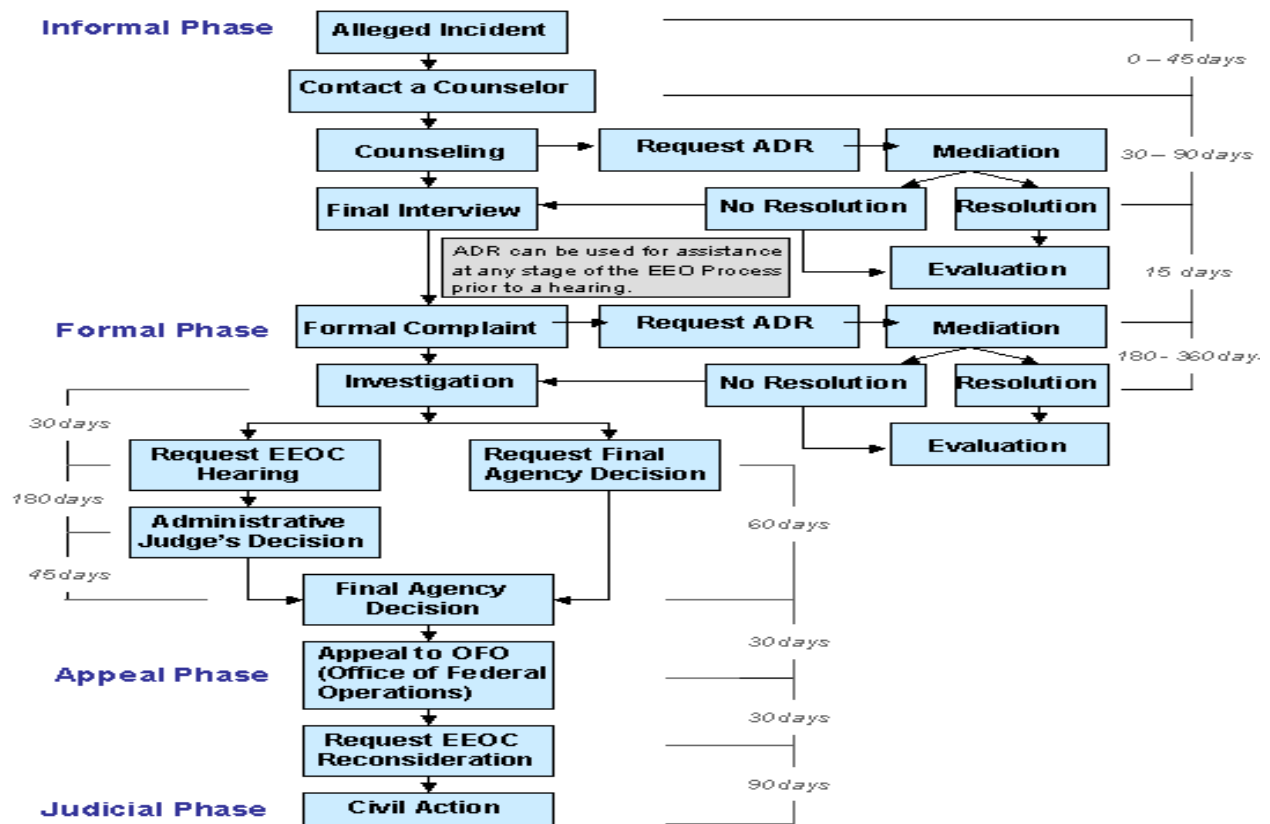 Informal Phase
Alleged Incident
0 – 45 days
Contact a Counselor
Counseling
Request ADR
Mediation
30 – 90 days
Final Interview
No Resolution
Resolution
ADR can be used for assistance
at any stage of the EEO Process
prior to a hearing.
Evaluation
15 days
Formal Phase
Formal Complaint
Request ADR
Mediation
180 - 360 day
Investigation
No Resolution
Resolution
30 days
Evaluation
Request EEOC
Hearing
Request Final
Agency Decision
180 days
Administrative
Judge's Decision
60 days
45 days
Final Agency
Decision
30 days
Appeal Phase
Appeal to OFO
(Office of Federal
Operations)
30 days
Request EEOC
Reconsideration
90 days
Judicial Phase
Civil Action